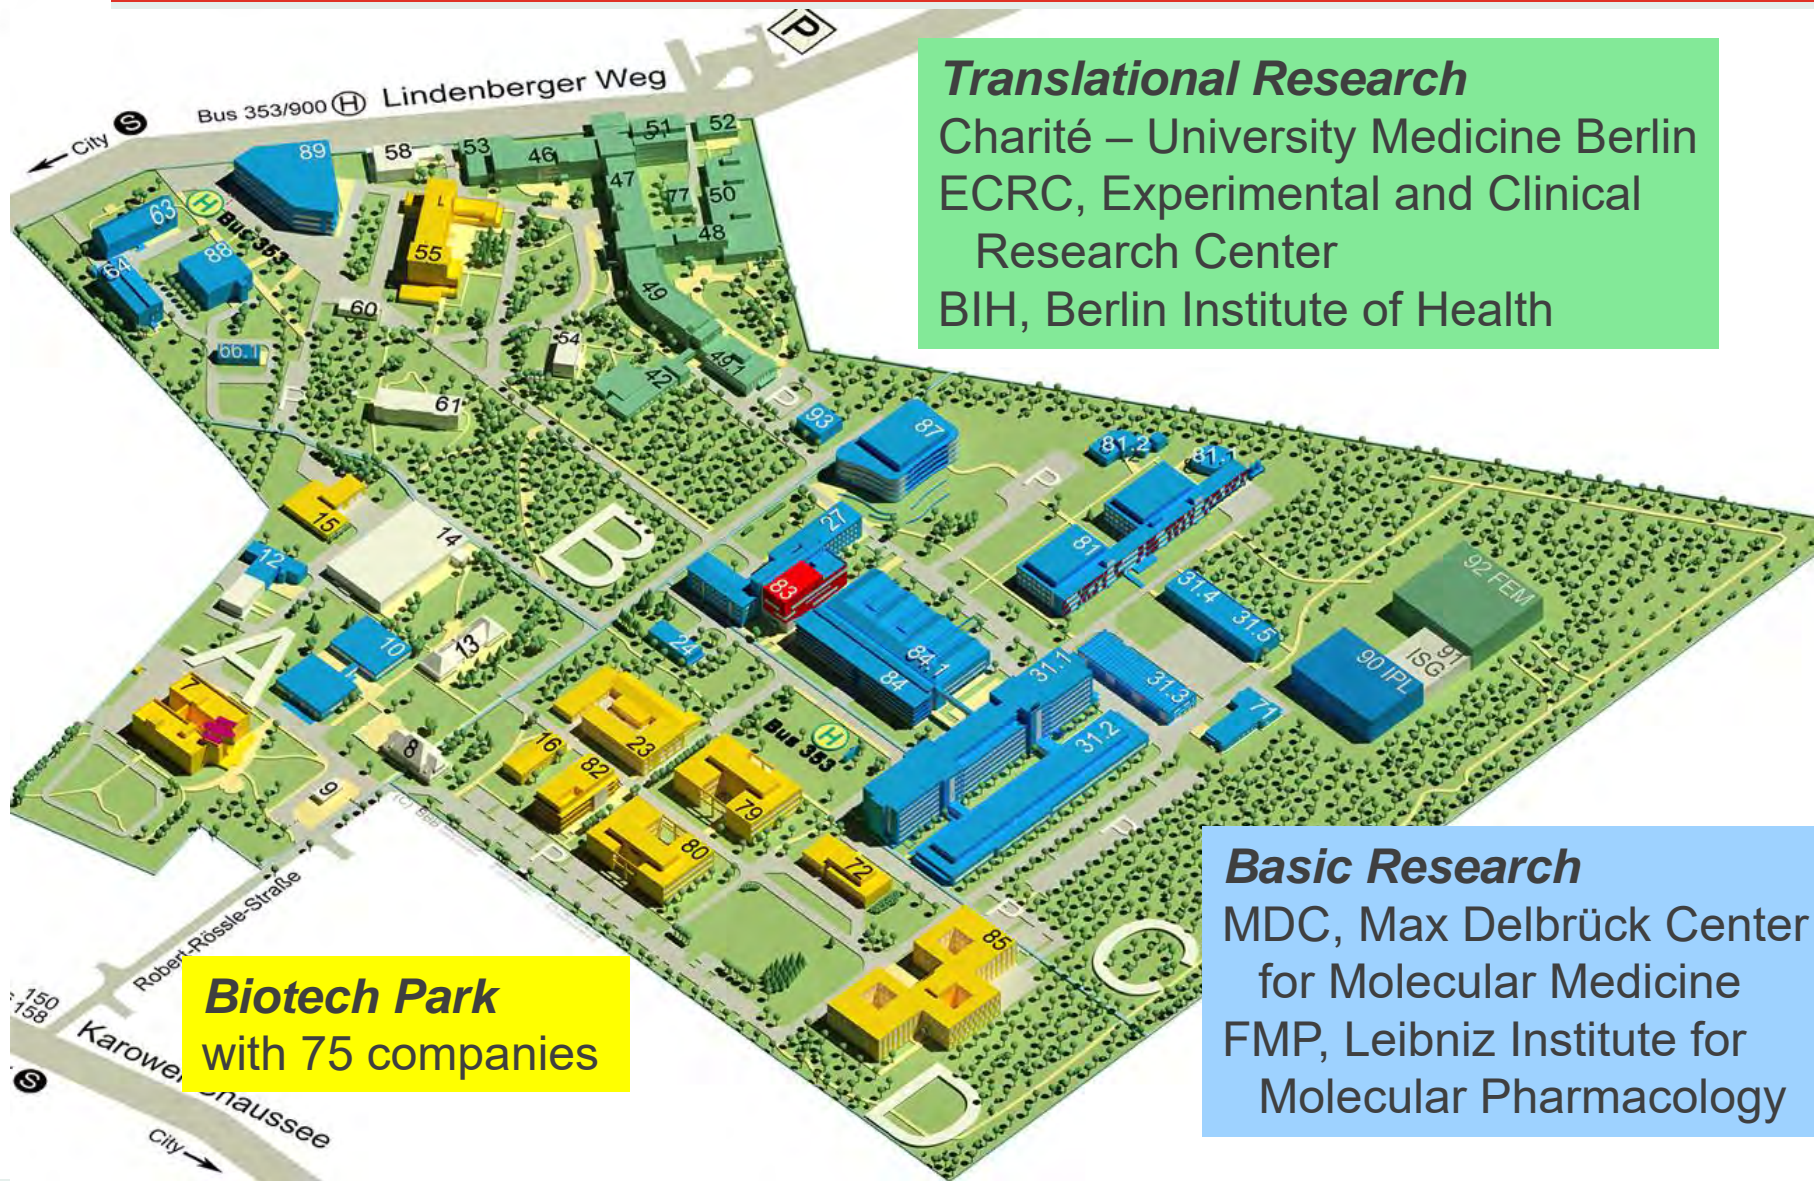 P
Lindenberger Weg
Bus 353/900 H
S
City
Translational Research
Charité – University Medicine Berlin
ECRC, Experimental and Clinical
Research Center
BIH, Berlin Institute of Health
89
58
53
46
51
52
47
77
50
48
63
H
Bus 353
88
64
55
60
49
54
49.1
42
66.1
61
P
P
93
87
81.2
81.1
P
15
14
B
27
12
83
81
92 FEM
31.4
31.5
A
10
13
24
84.1
84
31.1
31.3
90 IPL
91
ISG
7
71
8
23
H
Bus 353
31.2
16
82
79
9
80
P
72
P
P
85
C
D
Robert-Rössle-Straße
150
158
Karower
haussee
S
City
Biotech Park
with 75 companies
Basic Research
MDC, Max Delbrück Center
for Molecular Medicine
FMP, Leibniz Institute for
Molecular Pharmacology